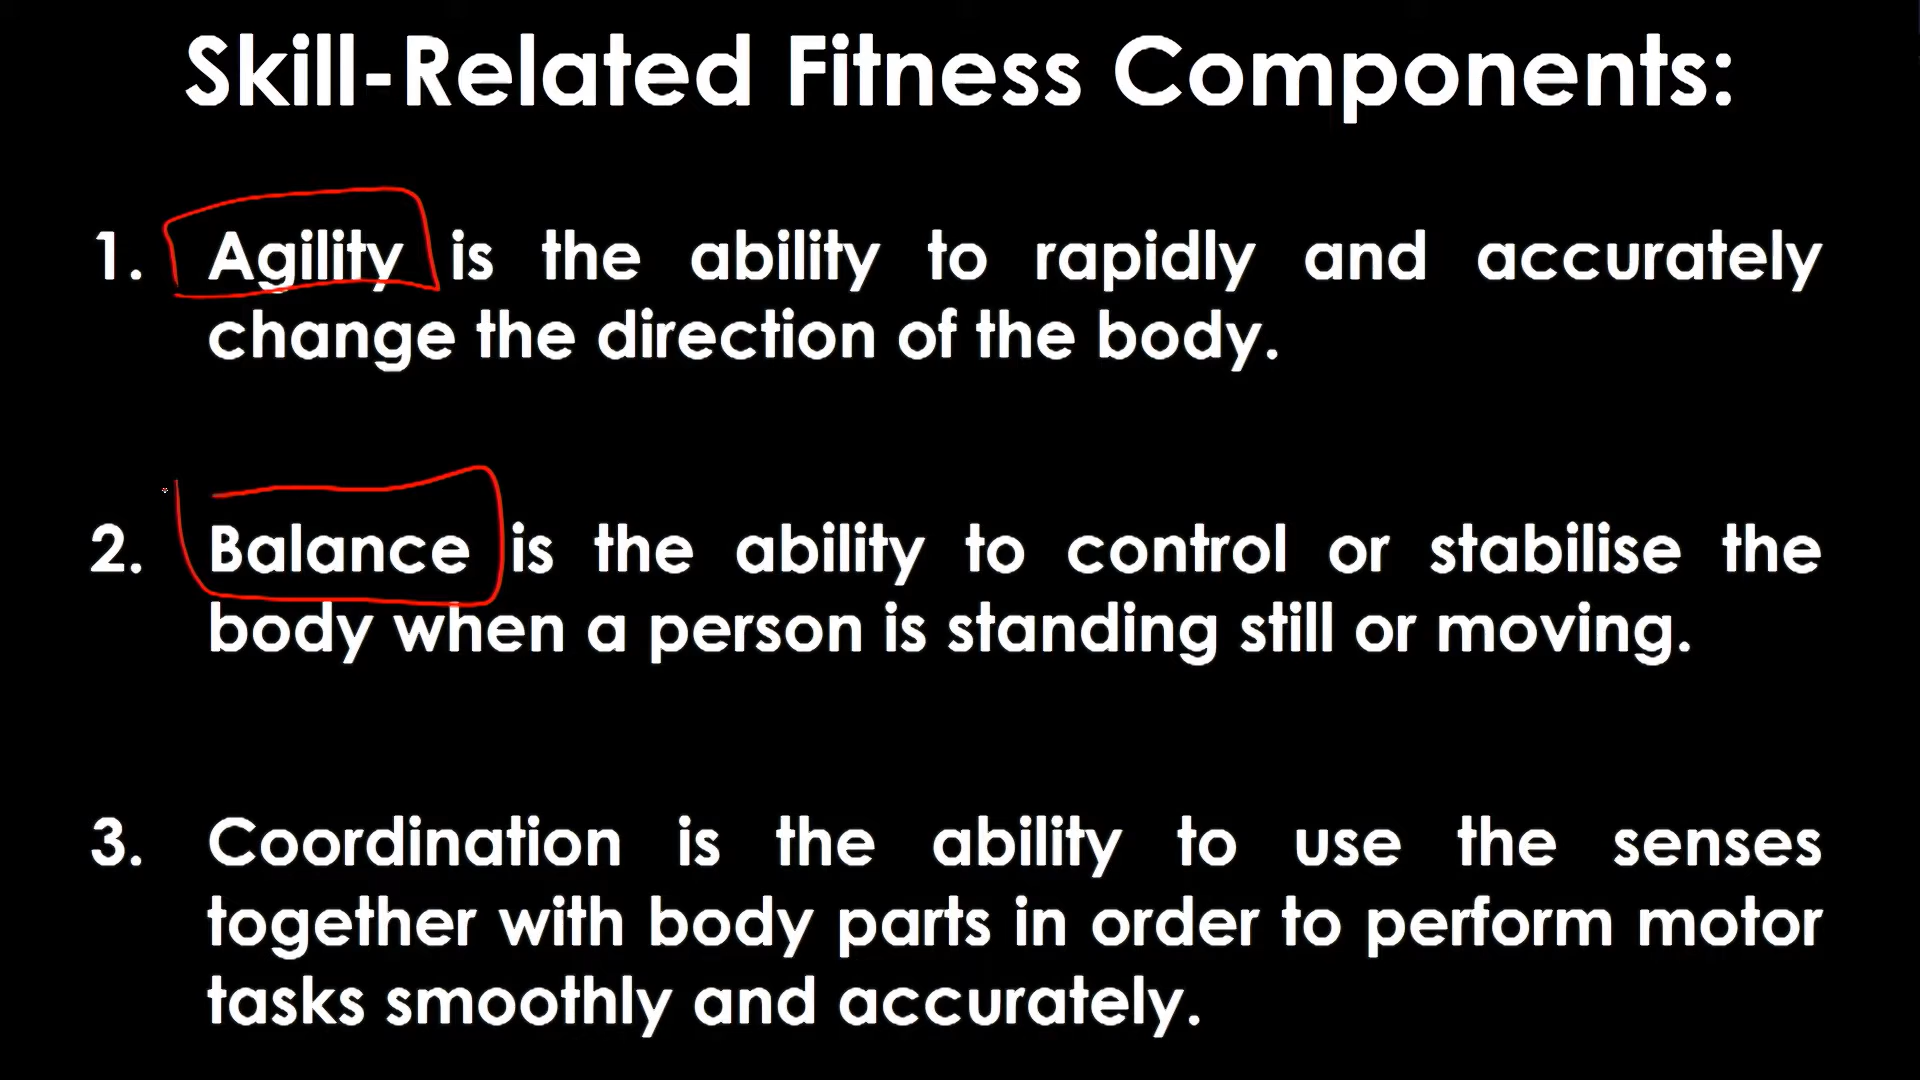 Skill-Related Fitness Components:
1. Agility is the ability to rapidly and accurately
change the direction of the body.
2. Balance is the ability to control or stabilise the
body when a person is standing still or moving.
3. Coordination is the ability to use the senses
together with body parts in order to perform motor
tasks smoothly and accurately.